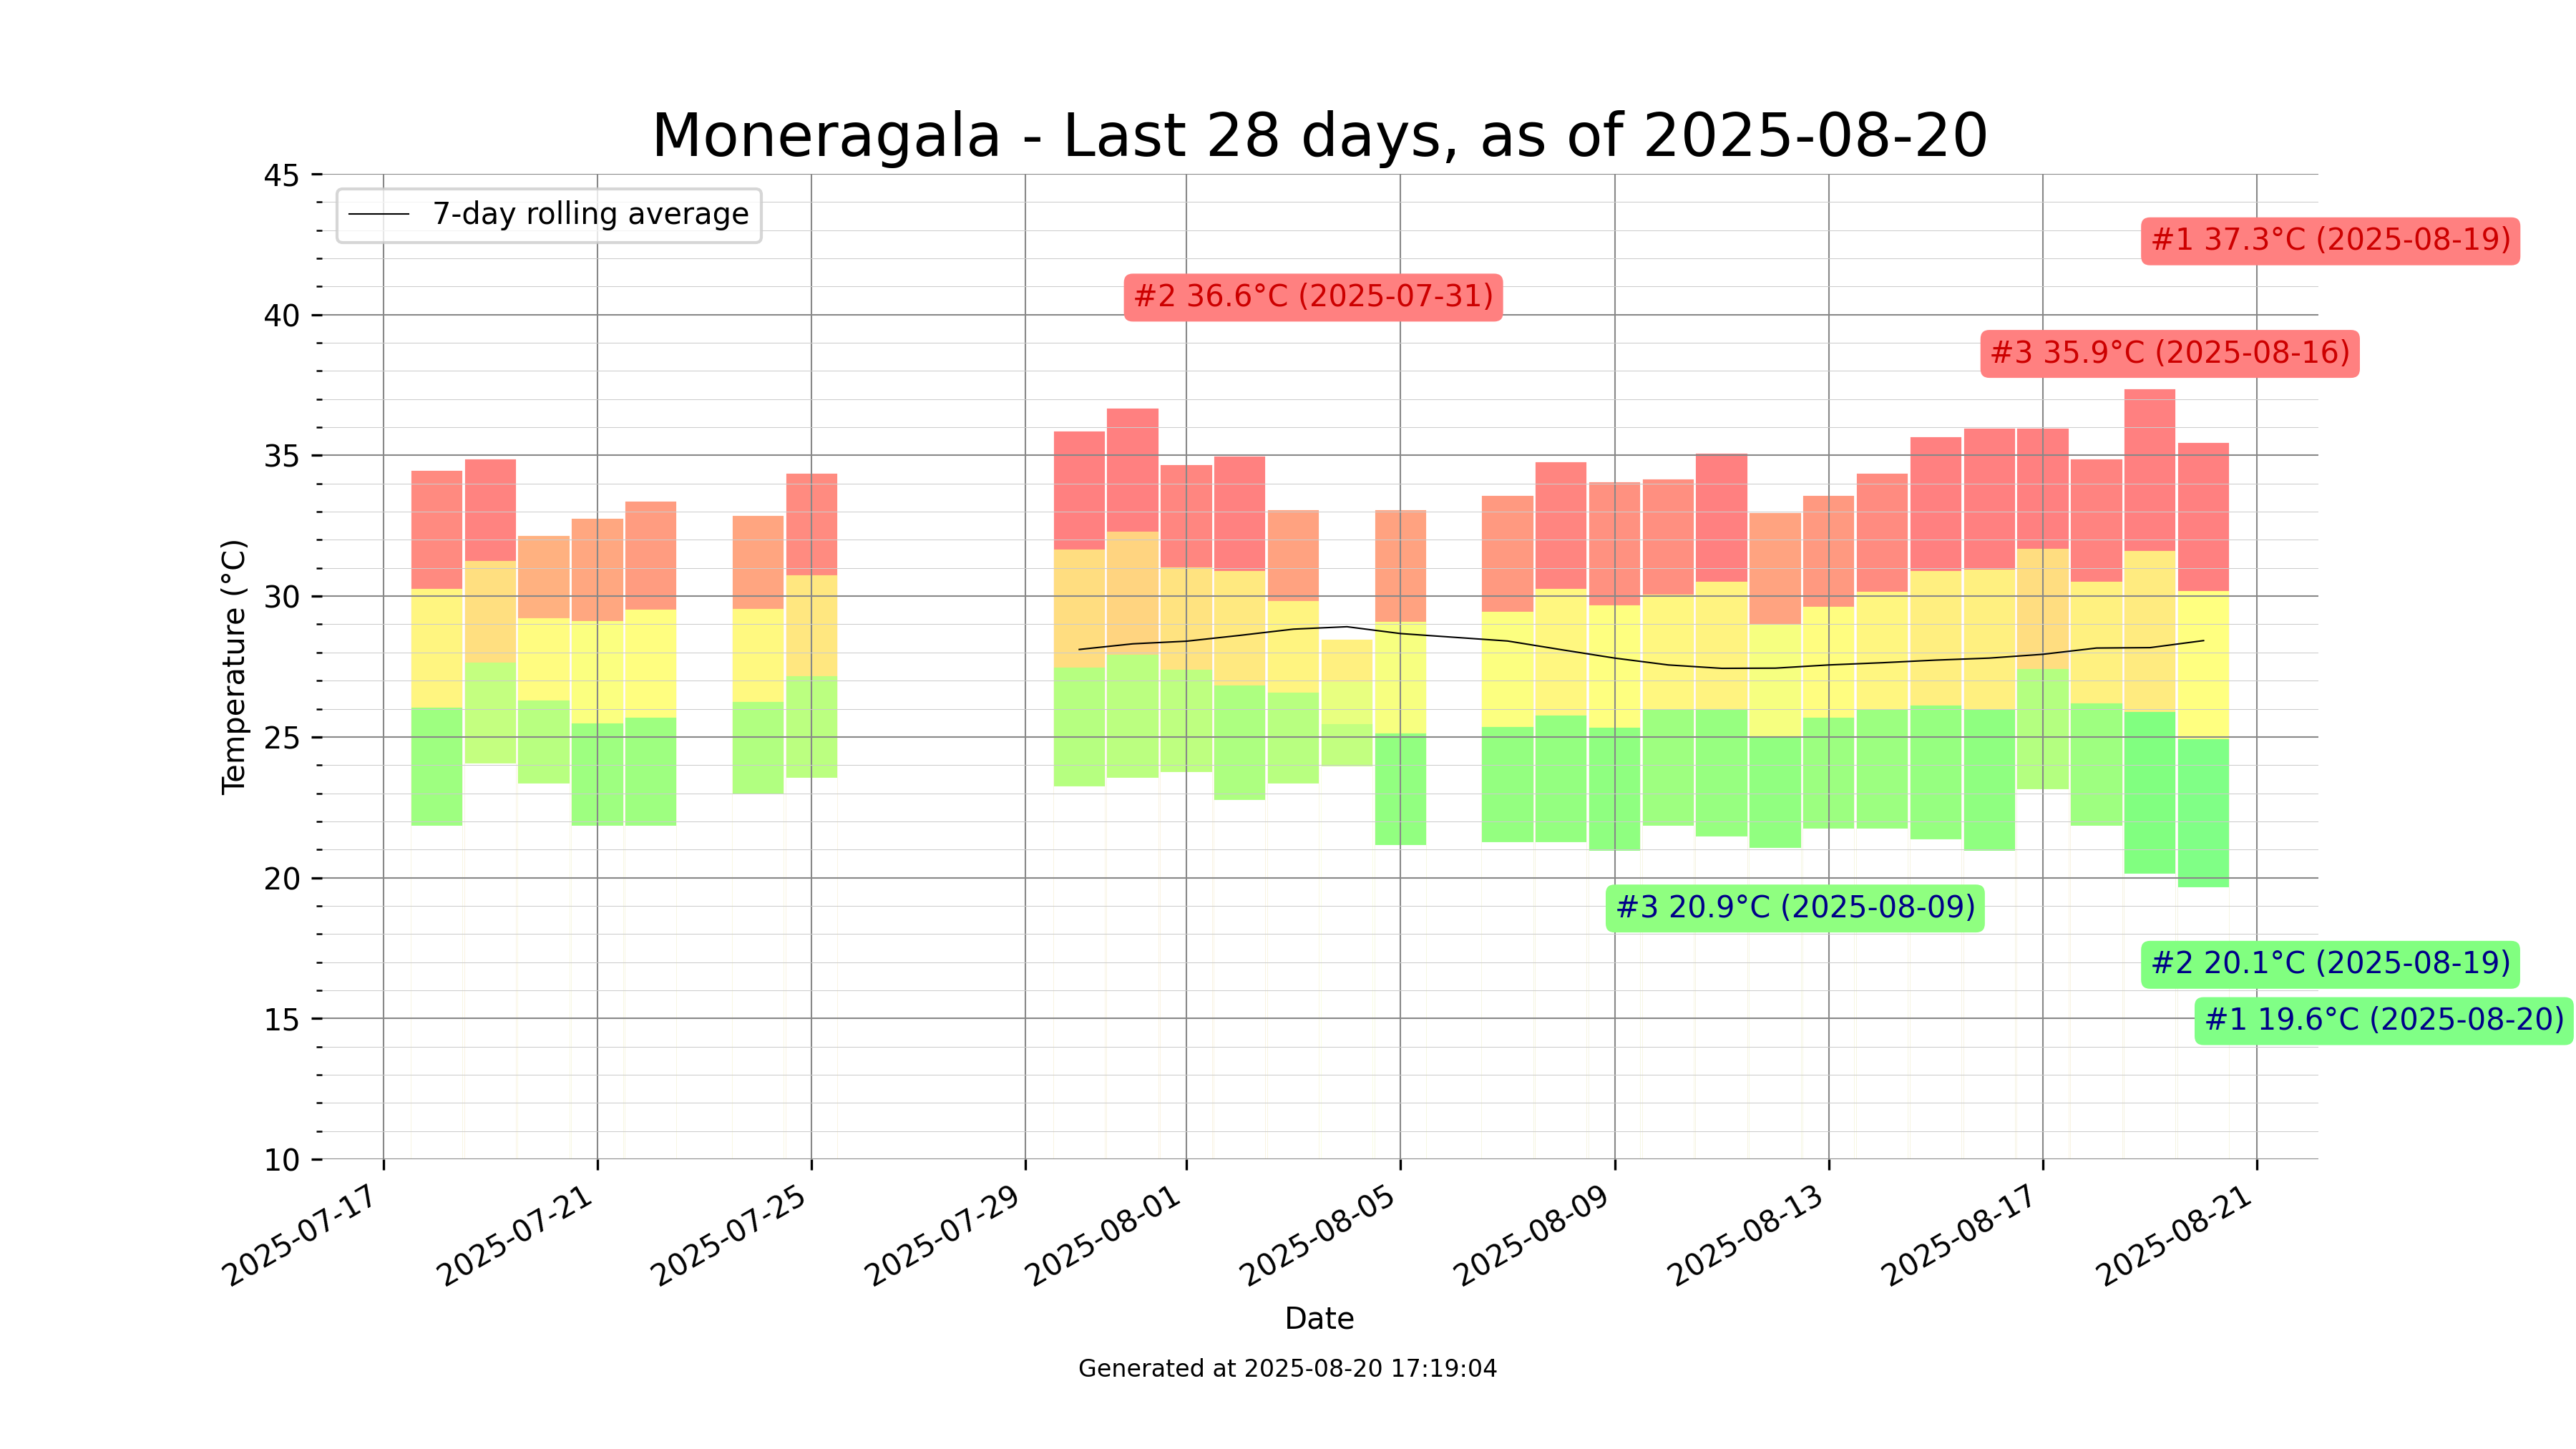 Moneragala - Last 28 days, as of 2025-08-20
45
7-day rolling average
#1 37.3°C (2025-08-19)
#2 36.6°C (2025-07-31)
40
#3 35.9°C (2025-08-16)
35
30
Temperature (°C)
25
20
#3 20.9°C (2025-08-09)
#2 20.1°C (2025-08-19)
15
#1 19.6°C (2025-08-20)
10
2025-07-17
2025-07-21
2025-07-25
2025-07-29
2025-08-01
2025-08-05
2025-08-09
2025-08-13
2025-08-17
2025-08-21
Date
Generated at 2025-08-20 17:19:04